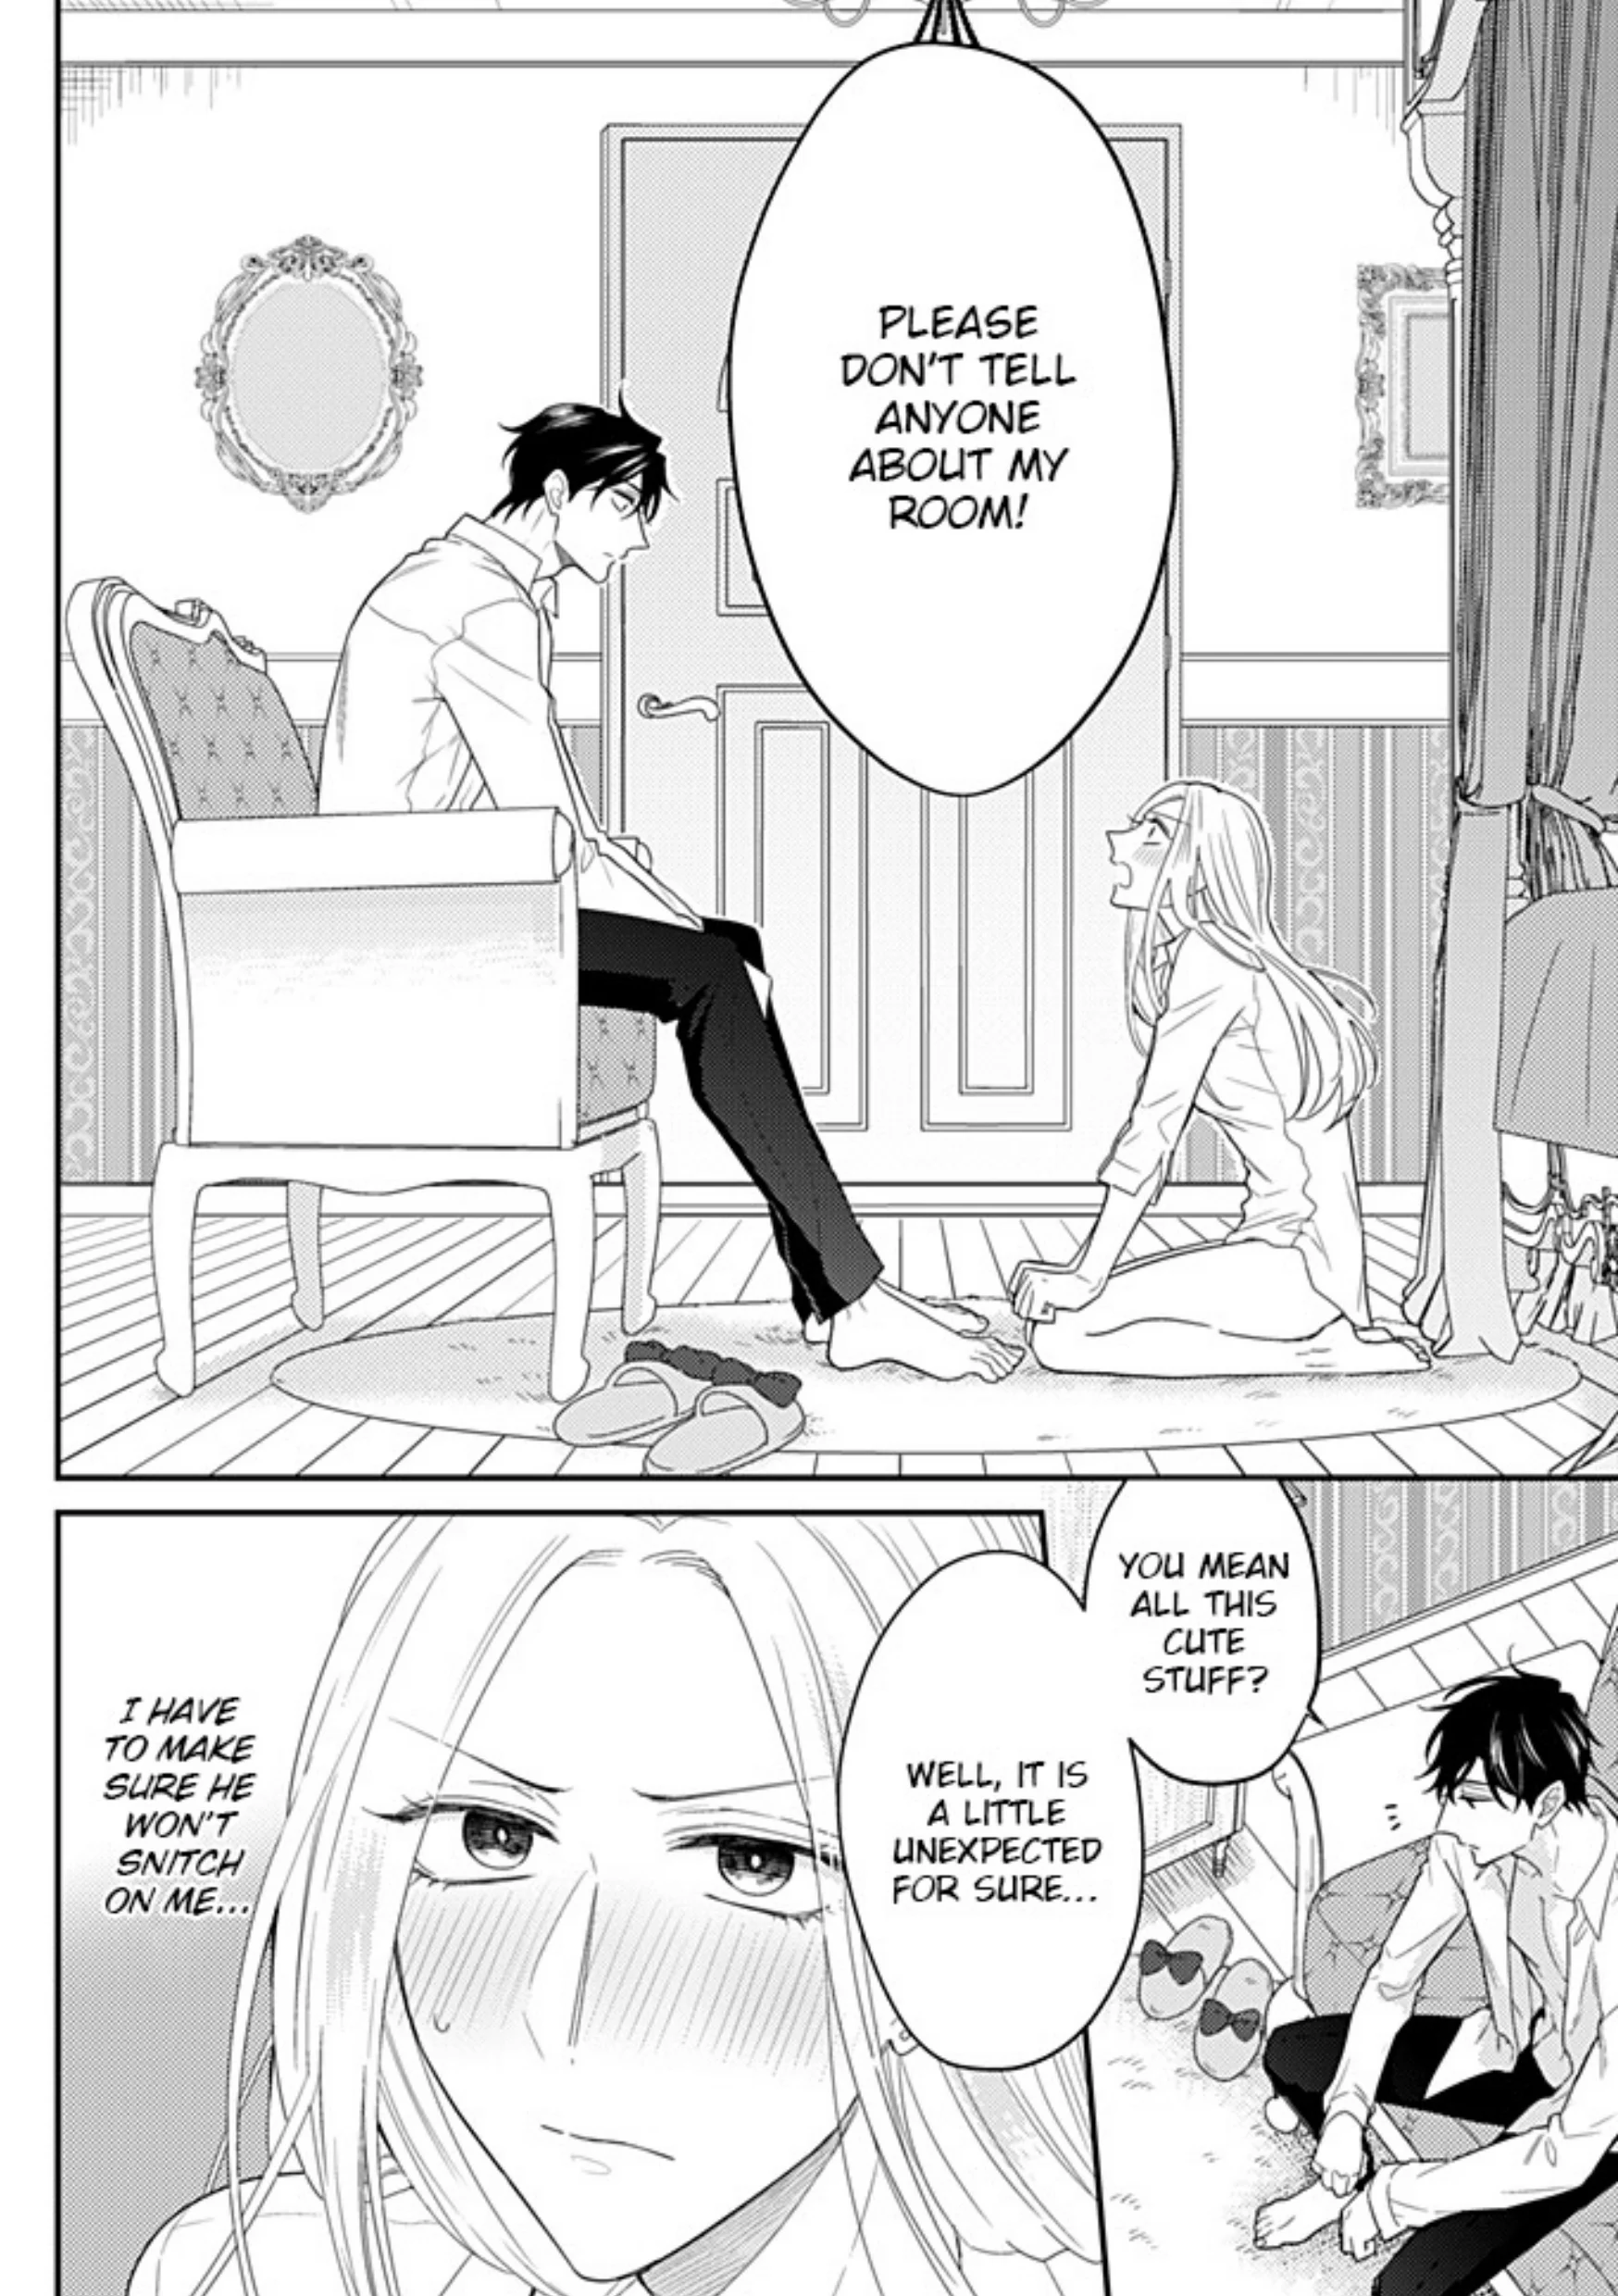 PLEASE
DON'T TELL
ANYONE
ABOUT MY
ROOM!
YOU MEAN
ALL THIS
CUTE
STUFF?
WELL, IT IS
A LITTLE
UNEXPECTED
FOR SURE...
I HAVE
TO MAKE
SURE HE
WON'T
SNITCH
ON ME...